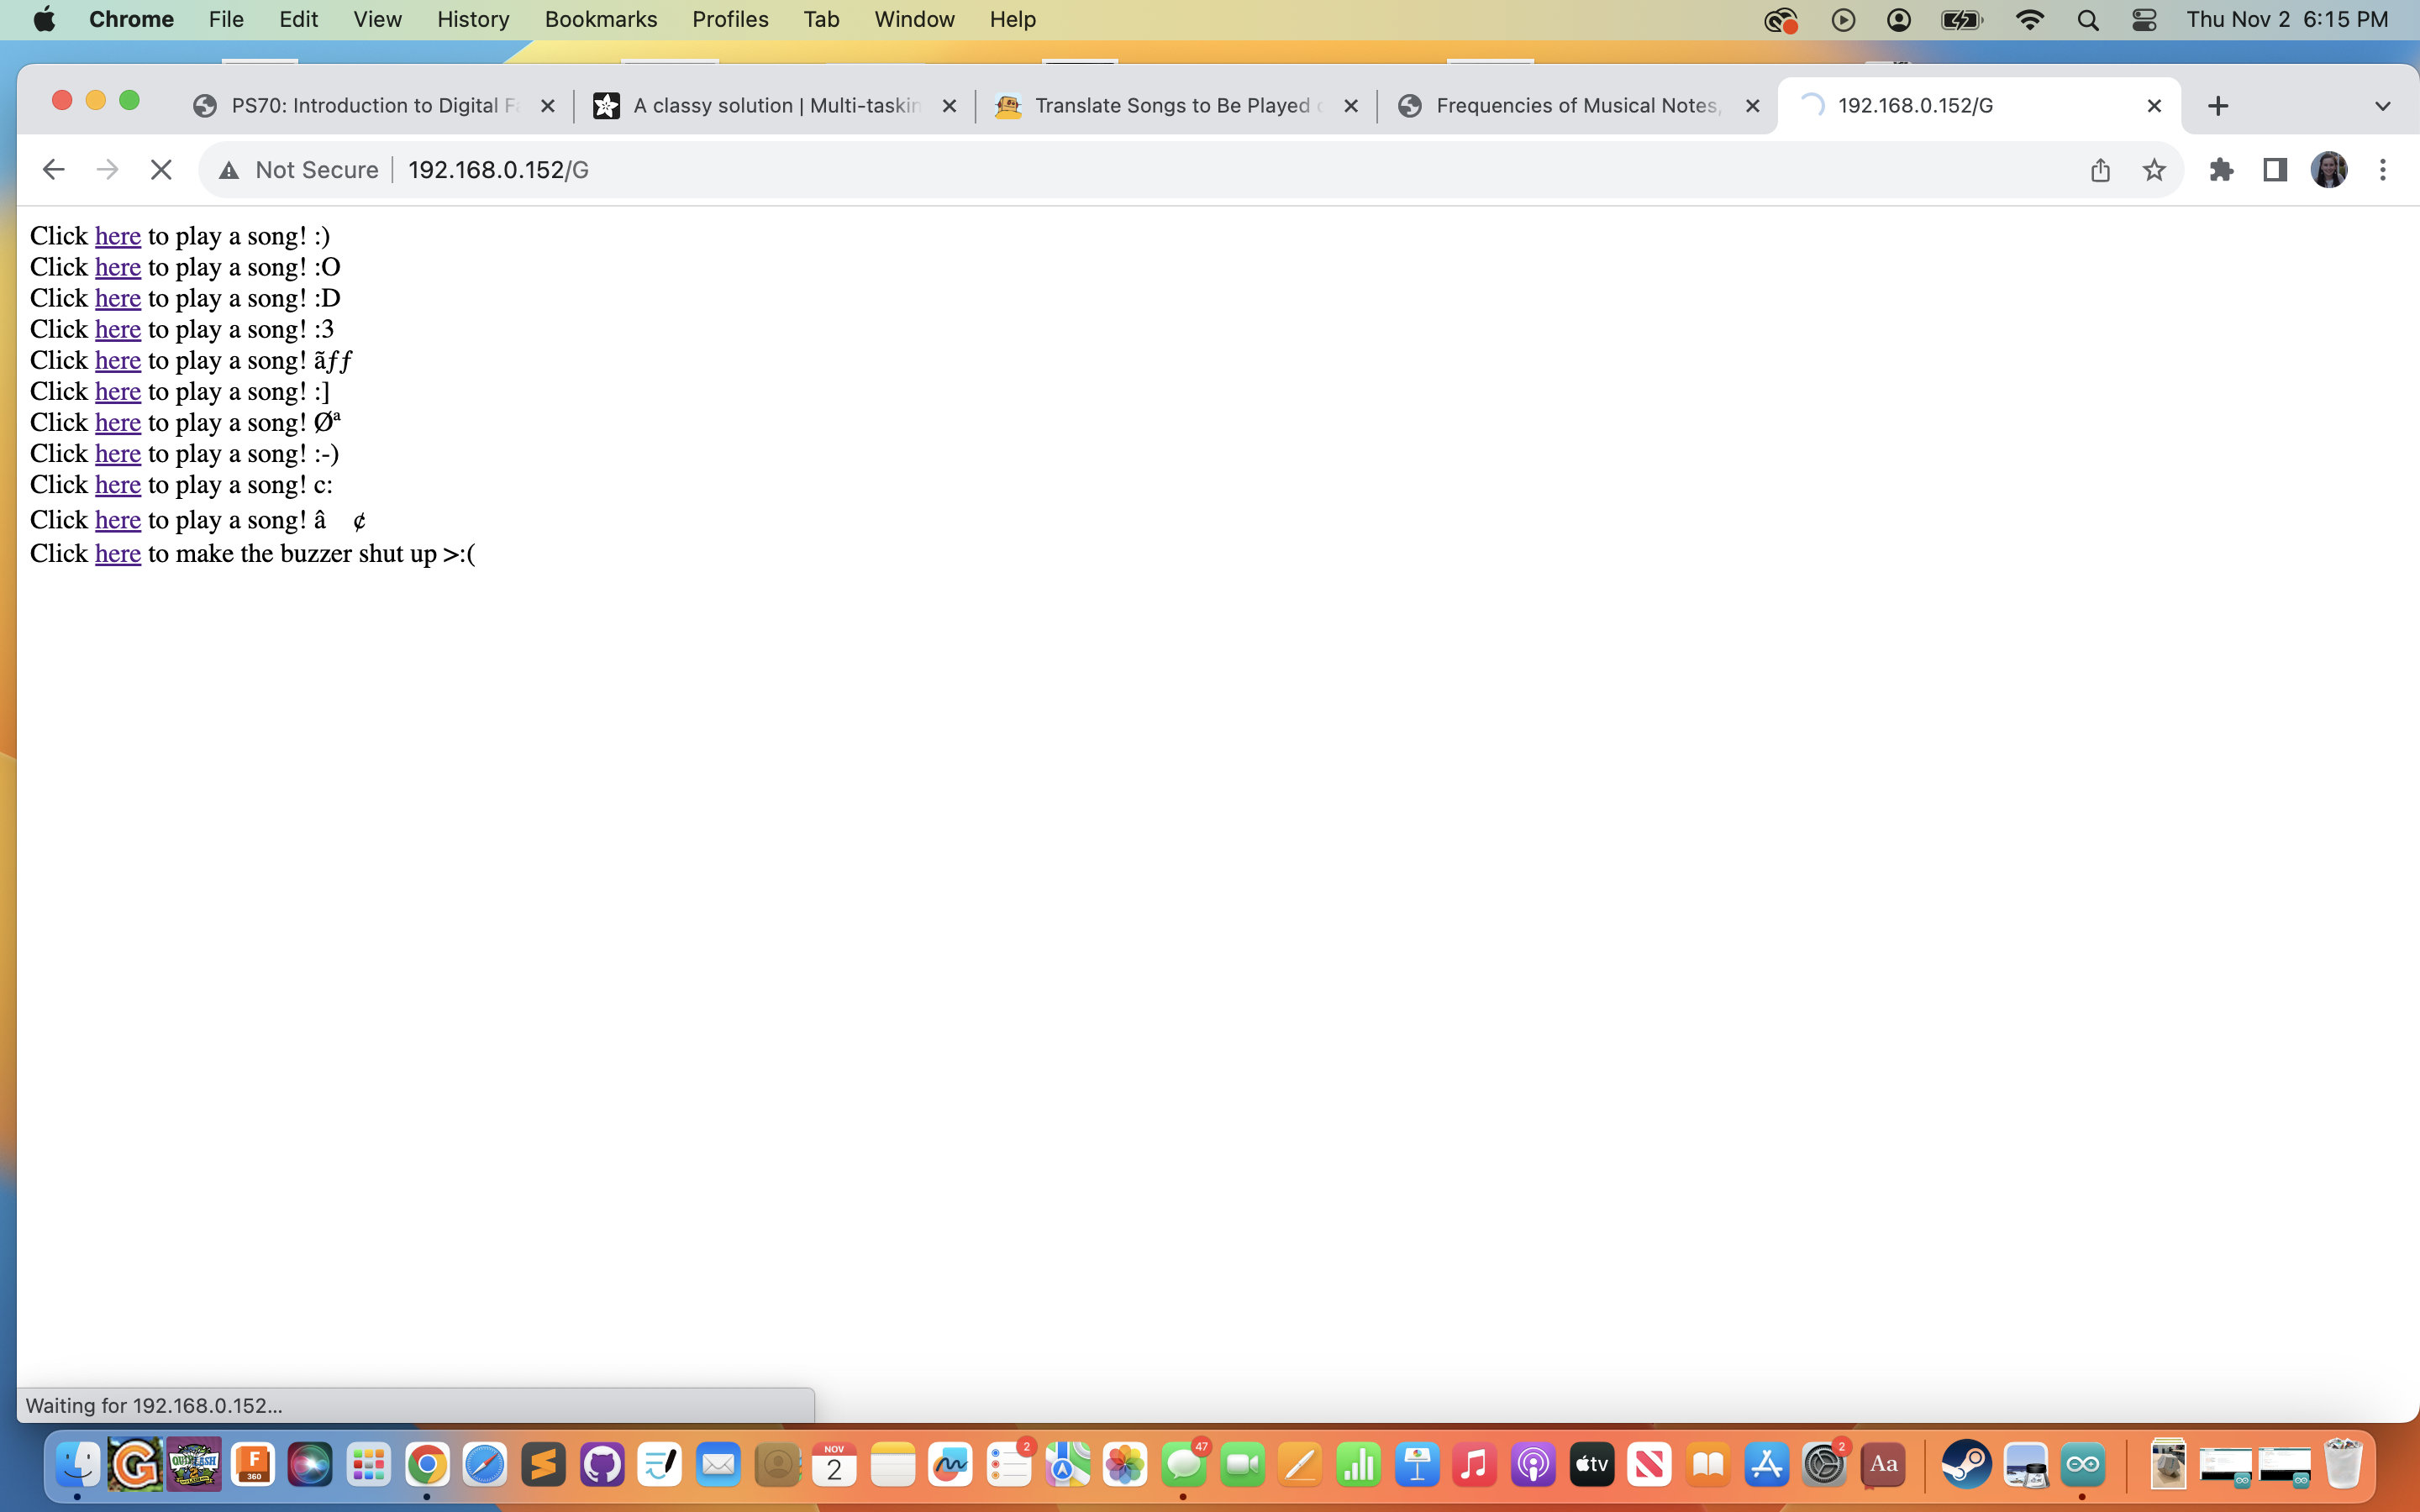 Chrome File Edit View History Bookmarks Profiles Tab Window Help Thu Nov 2 6:15 PM
PS70: Introduction to Digital Fa A classy solution | Multi-taskin Translate Songs to Be Played o Frequencies of Musical Notes, 192.168.0.152/G
Not Secure 192.168.0.152/G
Click here to play a song! :)
Click here to play a song! :O
Click here to play a song! :D
Click here to play a song! :3
Click here to play a song! ãƒƒ
Click here to play a song! :]
Click here to play a song! Øª
Click here to play a song! :-)
Click here to play a song! c:
Click here to play a song! â ¢
Click here to make the buzzer shut up >:(
Waiting for 192.168.0.152...
G QUIPLASH 2 F 360 NOV 2 2 47 tv 2 Aa